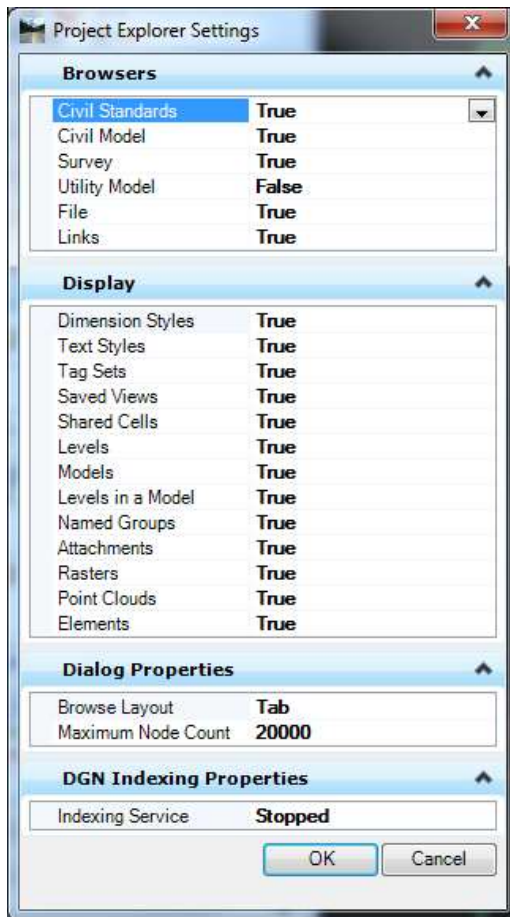 Project Explorer Settings
Browsers
Civil Standards True
Civil Model True
Survey True
Utility Model False
File True
Links True
Display
Dimension Styles True
Text Styles True
Tag Sets True
Saved Views True
Shared Cells True
Levels True
Models True
Levels in a Model True
Named Groups True
Attachments True
Rasters True
Point Clouds True
Elements True
Dialog Properties
Browse Layout Tab
Maximum Node Count 20000
DGN Indexing Properties
Indexing Service Stopped
OK Cancel